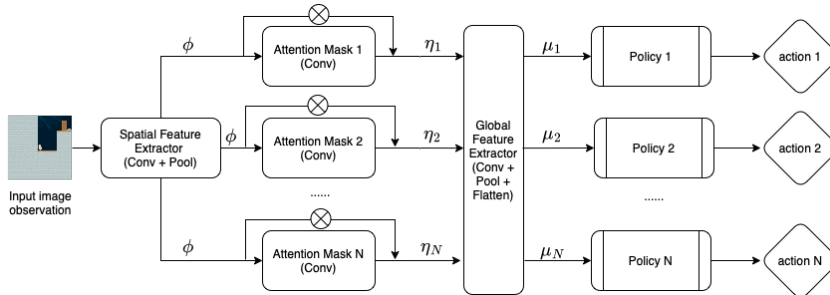 ϕ
Attention Mask 1
(Conv)
η1
μ1
Policy 1
action 1
Input image
observation
Spatial Feature
Extractor
(Conv + Pool)
ϕ
Attention Mask 2
(Conv)
η2
Global
Feature
Extractor
(Conv +
Pool +
Flatten)
μ2
Policy 2
action 2
......
......
ϕ
Attention Mask N
(Conv)
ηN
μN
Policy N
action N